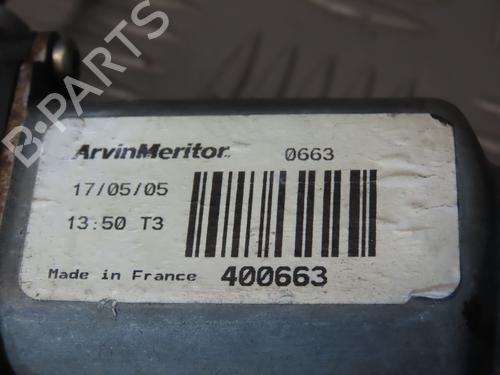 B-PARTS
ArvinMeritor 0663
17/05/05
13:50 T3
Made in France 400663